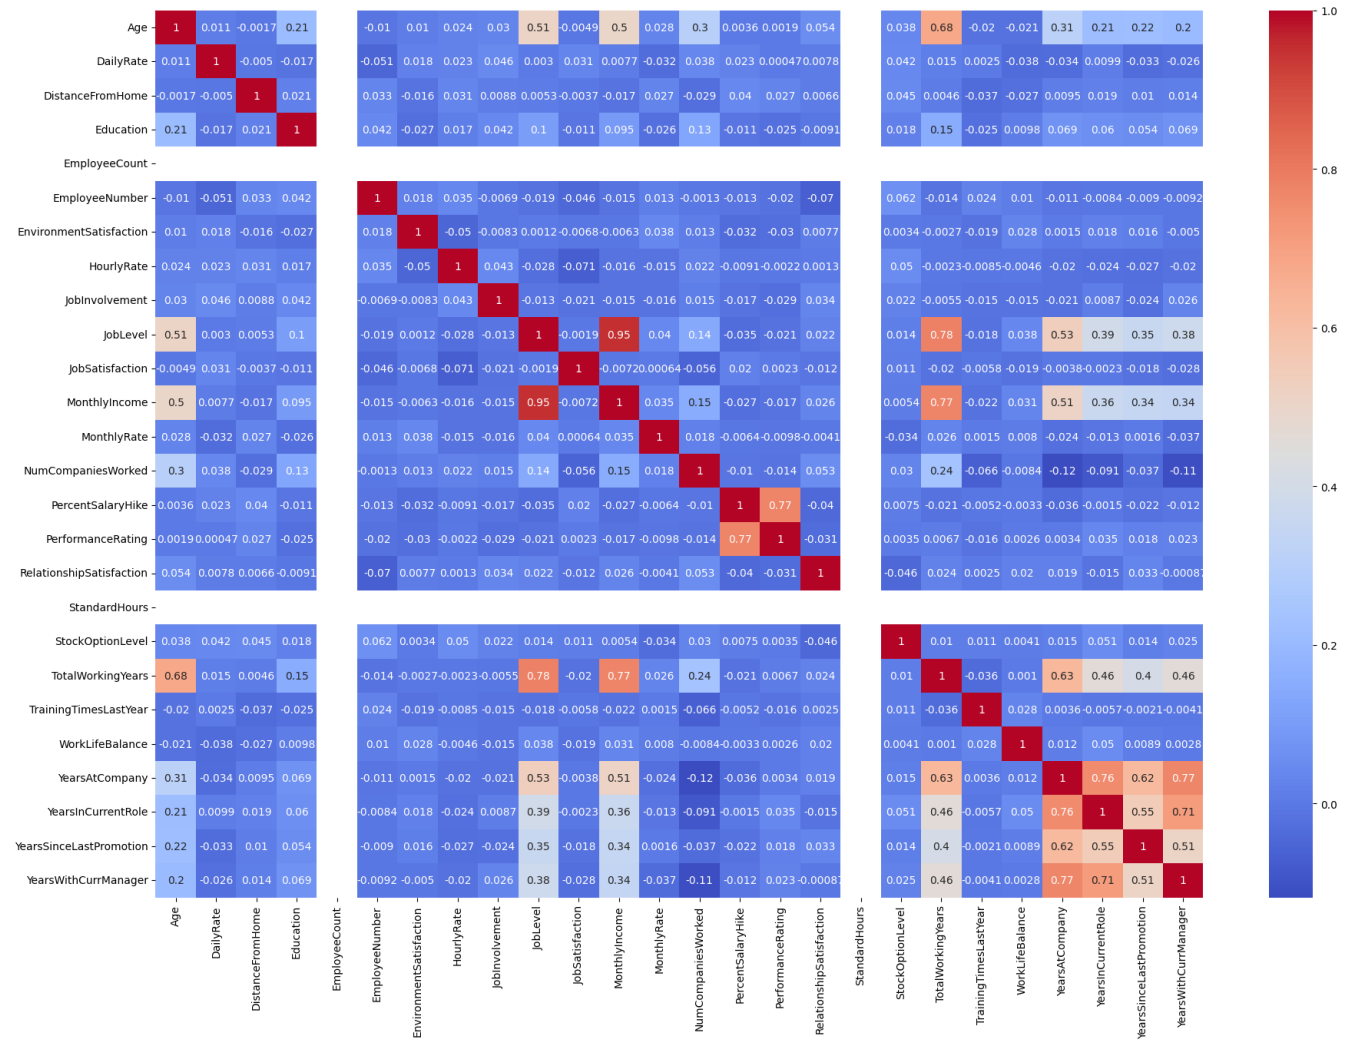 Age 1 0.011 -0.0017 0.21 -0.01 0.01 0.024 0.03 0.51 -0.0049 0.5 0.028 0.3 0.0036 0.0019 0.054 0.038 0.68 -0.02 -0.021 0.31 0.21 0.22 0.2
DailyRate 0.011 1 -0.005 -0.017 -0.051 0.018 0.023 0.046 0.003 0.031 0.0077 -0.032 0.038 0.023 0.00047 0.0078 0.042 0.015 0.0025 -0.038 -0.034 0.0099 -0.033 -0.026
DistanceFromHome -0.0017 -0.005 1 0.021 0.033 -0.016 0.031 0.0088 0.0053 -0.0037 -0.017 0.027 -0.029 0.04 0.027 0.0066 0.045 0.0046 -0.037 -0.027 0.0095 0.019 0.01 0.014
Education 0.21 -0.017 0.021 1 0.042 -0.027 0.017 0.042 0.1 -0.011 0.095 -0.026 0.13 -0.011 -0.025 -0.0091 0.018 0.15 -0.025 0.0098 0.069 0.06 0.054 0.069
EmployeeCount
EmployeeNumber -0.01 -0.051 0.033 0.042 1 0.018 0.035 -0.0069 -0.019 -0.046 -0.015 0.013 -0.0013 -0.013 -0.02 -0.07 0.062 -0.014 0.024 0.01 -0.011 -0.0084 -0.009 -0.0092
EnvironmentSatisfaction 0.01 0.018 -0.016 -0.027 0.018 1 -0.05 -0.0083 0.0012 -0.0068 -0.0063 0.038 0.013 -0.032 -0.03 0.0077 0.0034 -0.0027 -0.019 0.028 0.0015 0.018 0.016 -0.005
HourlyRate 0.024 0.023 0.031 0.017 0.035 -0.05 1 0.043 -0.028 -0.071 -0.016 -0.015 0.022 -0.0091 -0.0022 0.0013 0.05 -0.0023 -0.0085 -0.0046 -0.02 -0.024 -0.027 -0.02
JobInvolvement 0.03 0.046 0.0088 0.042 -0.0069 -0.0083 0.043 1 -0.013 -0.021 -0.015 -0.016 0.015 -0.017 -0.029 0.034 0.022 -0.0055 -0.015 -0.015 -0.021 0.0087 -0.024 0.026
JobLevel 0.51 0.003 0.0053 0.1 -0.019 0.0012 -0.028 -0.013 1 -0.0019 0.95 0.04 0.14 -0.035 -0.021 0.022 0.014 0.78 -0.018 0.038 0.53 0.39 0.35 0.38
JobSatisfaction -0.0049 0.031 -0.0037 -0.011 -0.046 -0.0068 -0.071 -0.021 -0.0019 1 -0.0072 0.00064 -0.056 0.02 0.0023 -0.012 0.011 -0.02 -0.0058 -0.019 -0.0038 -0.0023 -0.018 -0.028
MonthlyIncome 0.5 0.0077 -0.017 0.095 -0.015 -0.0063 -0.016 -0.015 0.95 -0.0072 1 0.035 0.15 -0.027 -0.017 0.026 0.0054 0.77 -0.022 0.031 0.51 0.36 0.34 0.34
MonthlyRate 0.028 -0.032 0.027 -0.026 0.013 0.038 -0.015 -0.016 0.04 0.00064 0.035 1 0.018 -0.0064 -0.0098 -0.0041 -0.034 0.026 0.0015 0.008 -0.024 -0.013 0.0016 -0.037
NumCompaniesWorked 0.3 0.038 -0.029 0.13 -0.0013 0.013 0.022 0.015 0.14 -0.056 0.15 0.018 1 -0.01 -0.014 0.053 0.03 0.24 -0.066 -0.0084 -0.12 -0.091 -0.037 -0.11
PercentSalaryHike 0.0036 0.023 0.04 -0.011 -0.013 -0.032 -0.0091 -0.017 -0.035 0.02 -0.027 -0.0064 -0.01 1 0.77 -0.04 0.0075 -0.021 -0.0052 -0.0033 -0.036 -0.0015 -0.022 -0.012
PerformanceRating 0.0019 0.00047 0.027 -0.025 -0.02 -0.03 -0.0022 -0.029 -0.021 0.0023 -0.017 -0.0098 -0.014 0.77 1 -0.031 0.0035 0.0067 -0.016 0.0026 0.0034 0.035 0.018 0.023
RelationshipSatisfaction 0.054 0.0078 0.0066 -0.0091 -0.07 0.0077 0.0013 0.034 0.022 -0.012 0.026 -0.0041 0.053 -0.04 -0.031 1 -0.046 0.024 0.0025 0.02 0.019 -0.015 0.033 -0.00087
StandardHours
StockOptionLevel 0.038 0.042 0.045 0.018 0.062 0.0034 0.05 0.022 0.014 0.011 0.0054 -0.034 0.03 0.0075 0.0035 -0.046 1 0.01 0.011 0.0041 0.015 0.051 0.014 0.025
TotalWorkingYears 0.68 0.015 0.0046 0.15 -0.014 -0.0027 -0.0023 -0.0055 0.78 -0.02 0.77 0.026 0.24 -0.021 0.0067 0.024 0.01 1 -0.036 0.001 0.63 0.46 0.4 0.46
TrainingTimesLastYear -0.02 0.0025 -0.037 -0.025 0.024 -0.019 -0.0085 -0.015 -0.018 -0.0058 -0.022 0.0015 -0.066 -0.0052 -0.016 0.0025 0.011 -0.036 1 0.028 0.0036 -0.0057 -0.0021 -0.0041
WorkLifeBalance -0.021 -0.038 -0.027 0.0098 0.01 0.028 -0.0046 -0.015 0.038 -0.019 0.031 0.008 -0.0084 -0.0033 0.0026 0.02 0.0041 0.001 0.028 1 0.012 0.05 0.0089 0.0028
YearsAtCompany 0.31 -0.034 0.0095 0.069 -0.011 0.0015 -0.02 -0.021 0.53 -0.0038 0.51 -0.024 -0.12 -0.036 0.0034 0.019 0.015 0.63 0.0036 0.012 1 0.76 0.62 0.77
YearsInCurrentRole 0.21 0.0099 0.019 0.06 -0.0084 0.018 -0.024 0.0087 0.39 -0.0023 0.36 -0.013 -0.091 -0.0015 0.035 -0.015 0.051 0.46 -0.0057 0.05 0.76 1 0.55 0.71
YearsSinceLastPromotion 0.22 -0.033 0.01 0.054 -0.009 0.016 -0.027 -0.024 0.35 -0.018 0.34 0.0016 -0.037 -0.022 0.018 0.033 0.014 0.4 -0.0021 0.0089 0.62 0.55 1 0.51
YearsWithCurrManager 0.2 -0.026 0.014 0.069 -0.0092 -0.005 -0.02 0.026 0.38 -0.028 0.34 -0.037 -0.11 -0.012 0.023 -0.00087 0.025 0.46 -0.0041 0.0028 0.77 0.71 0.51 1
Age
DailyRate
DistanceFromHome
Education
EmployeeCount
EmployeeNumber
EnvironmentSatisfaction
HourlyRate
JobInvolvement
JobLevel
JobSatisfaction
MonthlyIncome
MonthlyRate
NumCompaniesWorked
PercentSalaryHike
PerformanceRating
RelationshipSatisfaction
StandardHours
StockOptionLevel
TotalWorkingYears
TrainingTimesLastYear
WorkLifeBalance
YearsAtCompany
YearsInCurrentRole
YearsSinceLastPromotion
YearsWithCurrManager
1.0
0.8
0.6
0.4
0.2
0.0